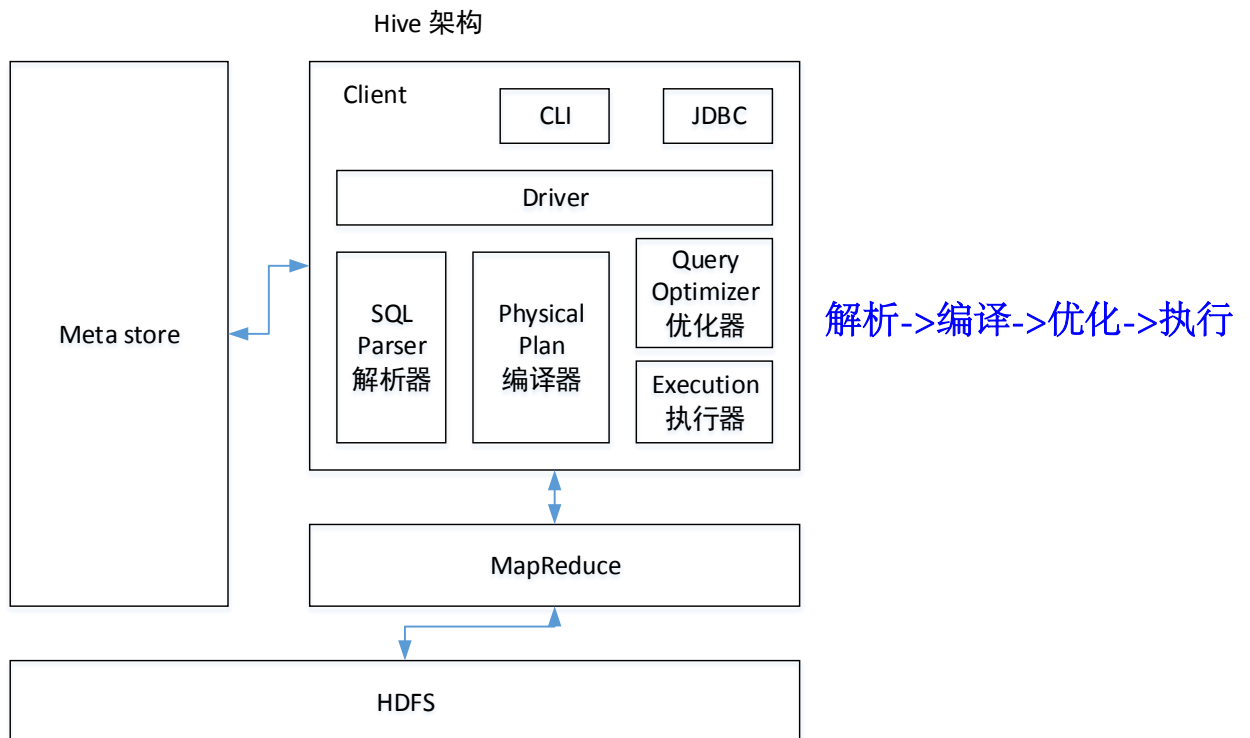 Hive 架构
Client
CLI
JDBC
Driver
Meta store
SQL
Parser
解析器
Physical
Plan
编译器
Query
Optimizer
优化器
Execution
执行器
解析->编译->优化->执行
MapReduce
HDFS